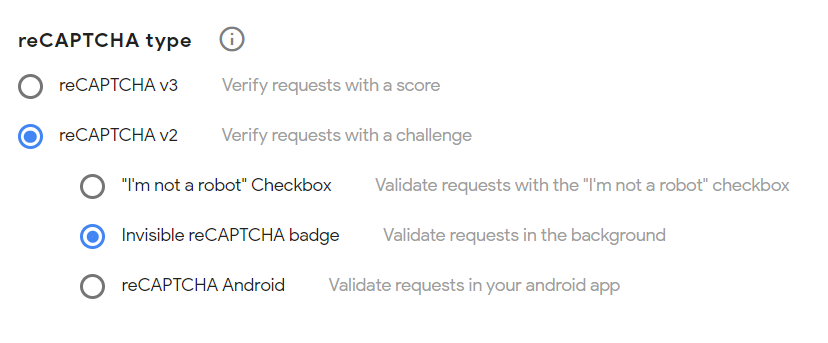 reCAPTCHA type
reCAPTCHA v3 Verify requests with a score
reCAPTCHA v2 Verify requests with a challenge
"I'm not a robot" Checkbox Validate requests with the "I'm not a robot" checkbox
Invisible reCAPTCHA badge Validate requests in the background
reCAPTCHA Android Validate requests in your android app